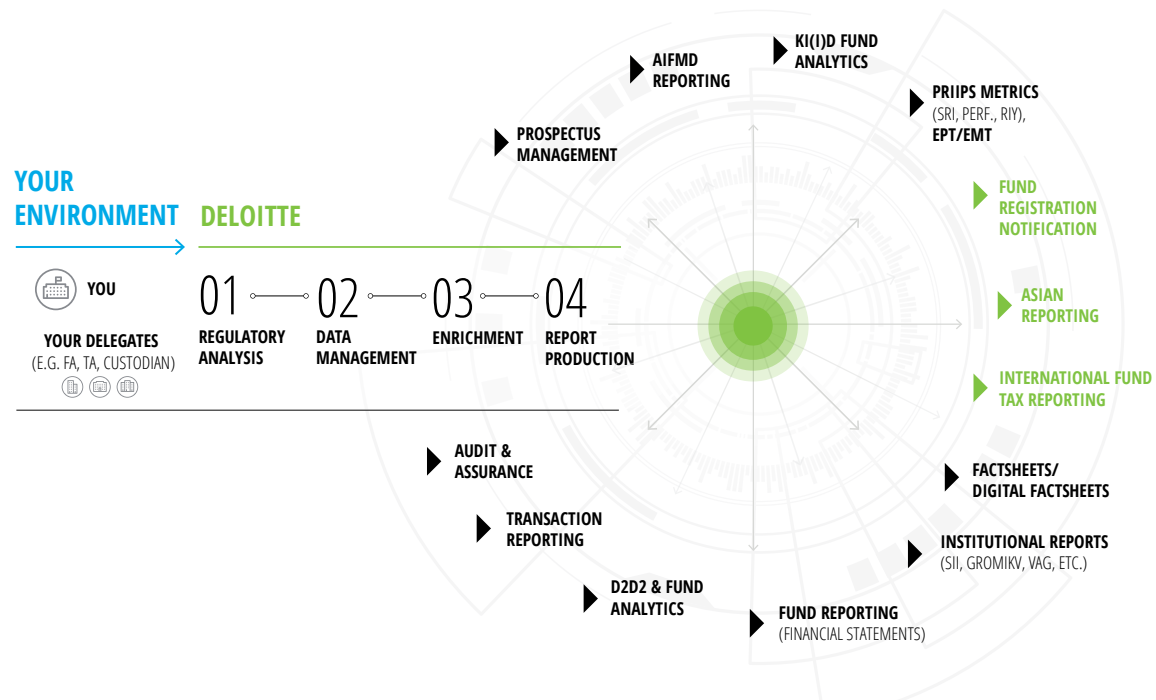 AIFMD
REPORTING
KI(I)D FUND
ANALYTICS
PRIIPS METRICS
(SRI, PERF., RIY),
EPT/EMT
PROSPECTUS
MANAGEMENT
FUND
REGISTRATION
NOTIFICATION
YOUR
ENVIRONMENT
DELOITTE
YOU
YOUR DELEGATES
(E.G. FA, TA, CUSTODIAN)
01
REGULATORY
ANALYSIS
02
DATA
MANAGEMENT
03
ENRICHMENT
04
REPORT
PRODUCTION
ASIAN
REPORTING
INTERNATIONAL FUND
TAX REPORTING
AUDIT &
ASSURANCE
FACTSHEETS/
DIGITAL FACTSHEETS
TRANSACTION
REPORTING
INSTITUTIONAL REPORTS
(SII, GROMIKV, VAG, ETC.)
D2D2 & FUND
ANALYTICS
FUND REPORTING
(FINANCIAL STATEMENTS)